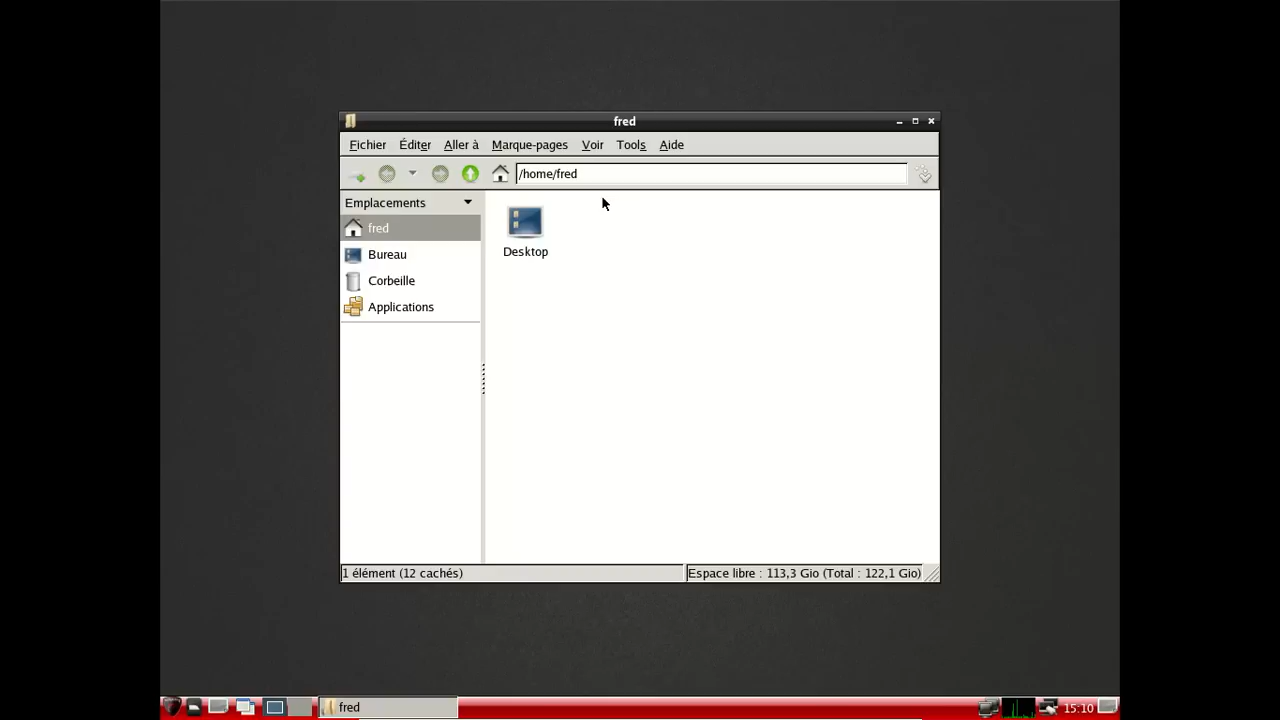 fred
Fichier Éditer Aller à Marque-pages Voir Tools Aide
/home/fred
Emplacements
fred
Bureau
Corbeille
Applications
Desktop
1 élément (12 cachés) Espace libre : 113,3 Gio (Total : 122,1 Gio)
fred 15:10